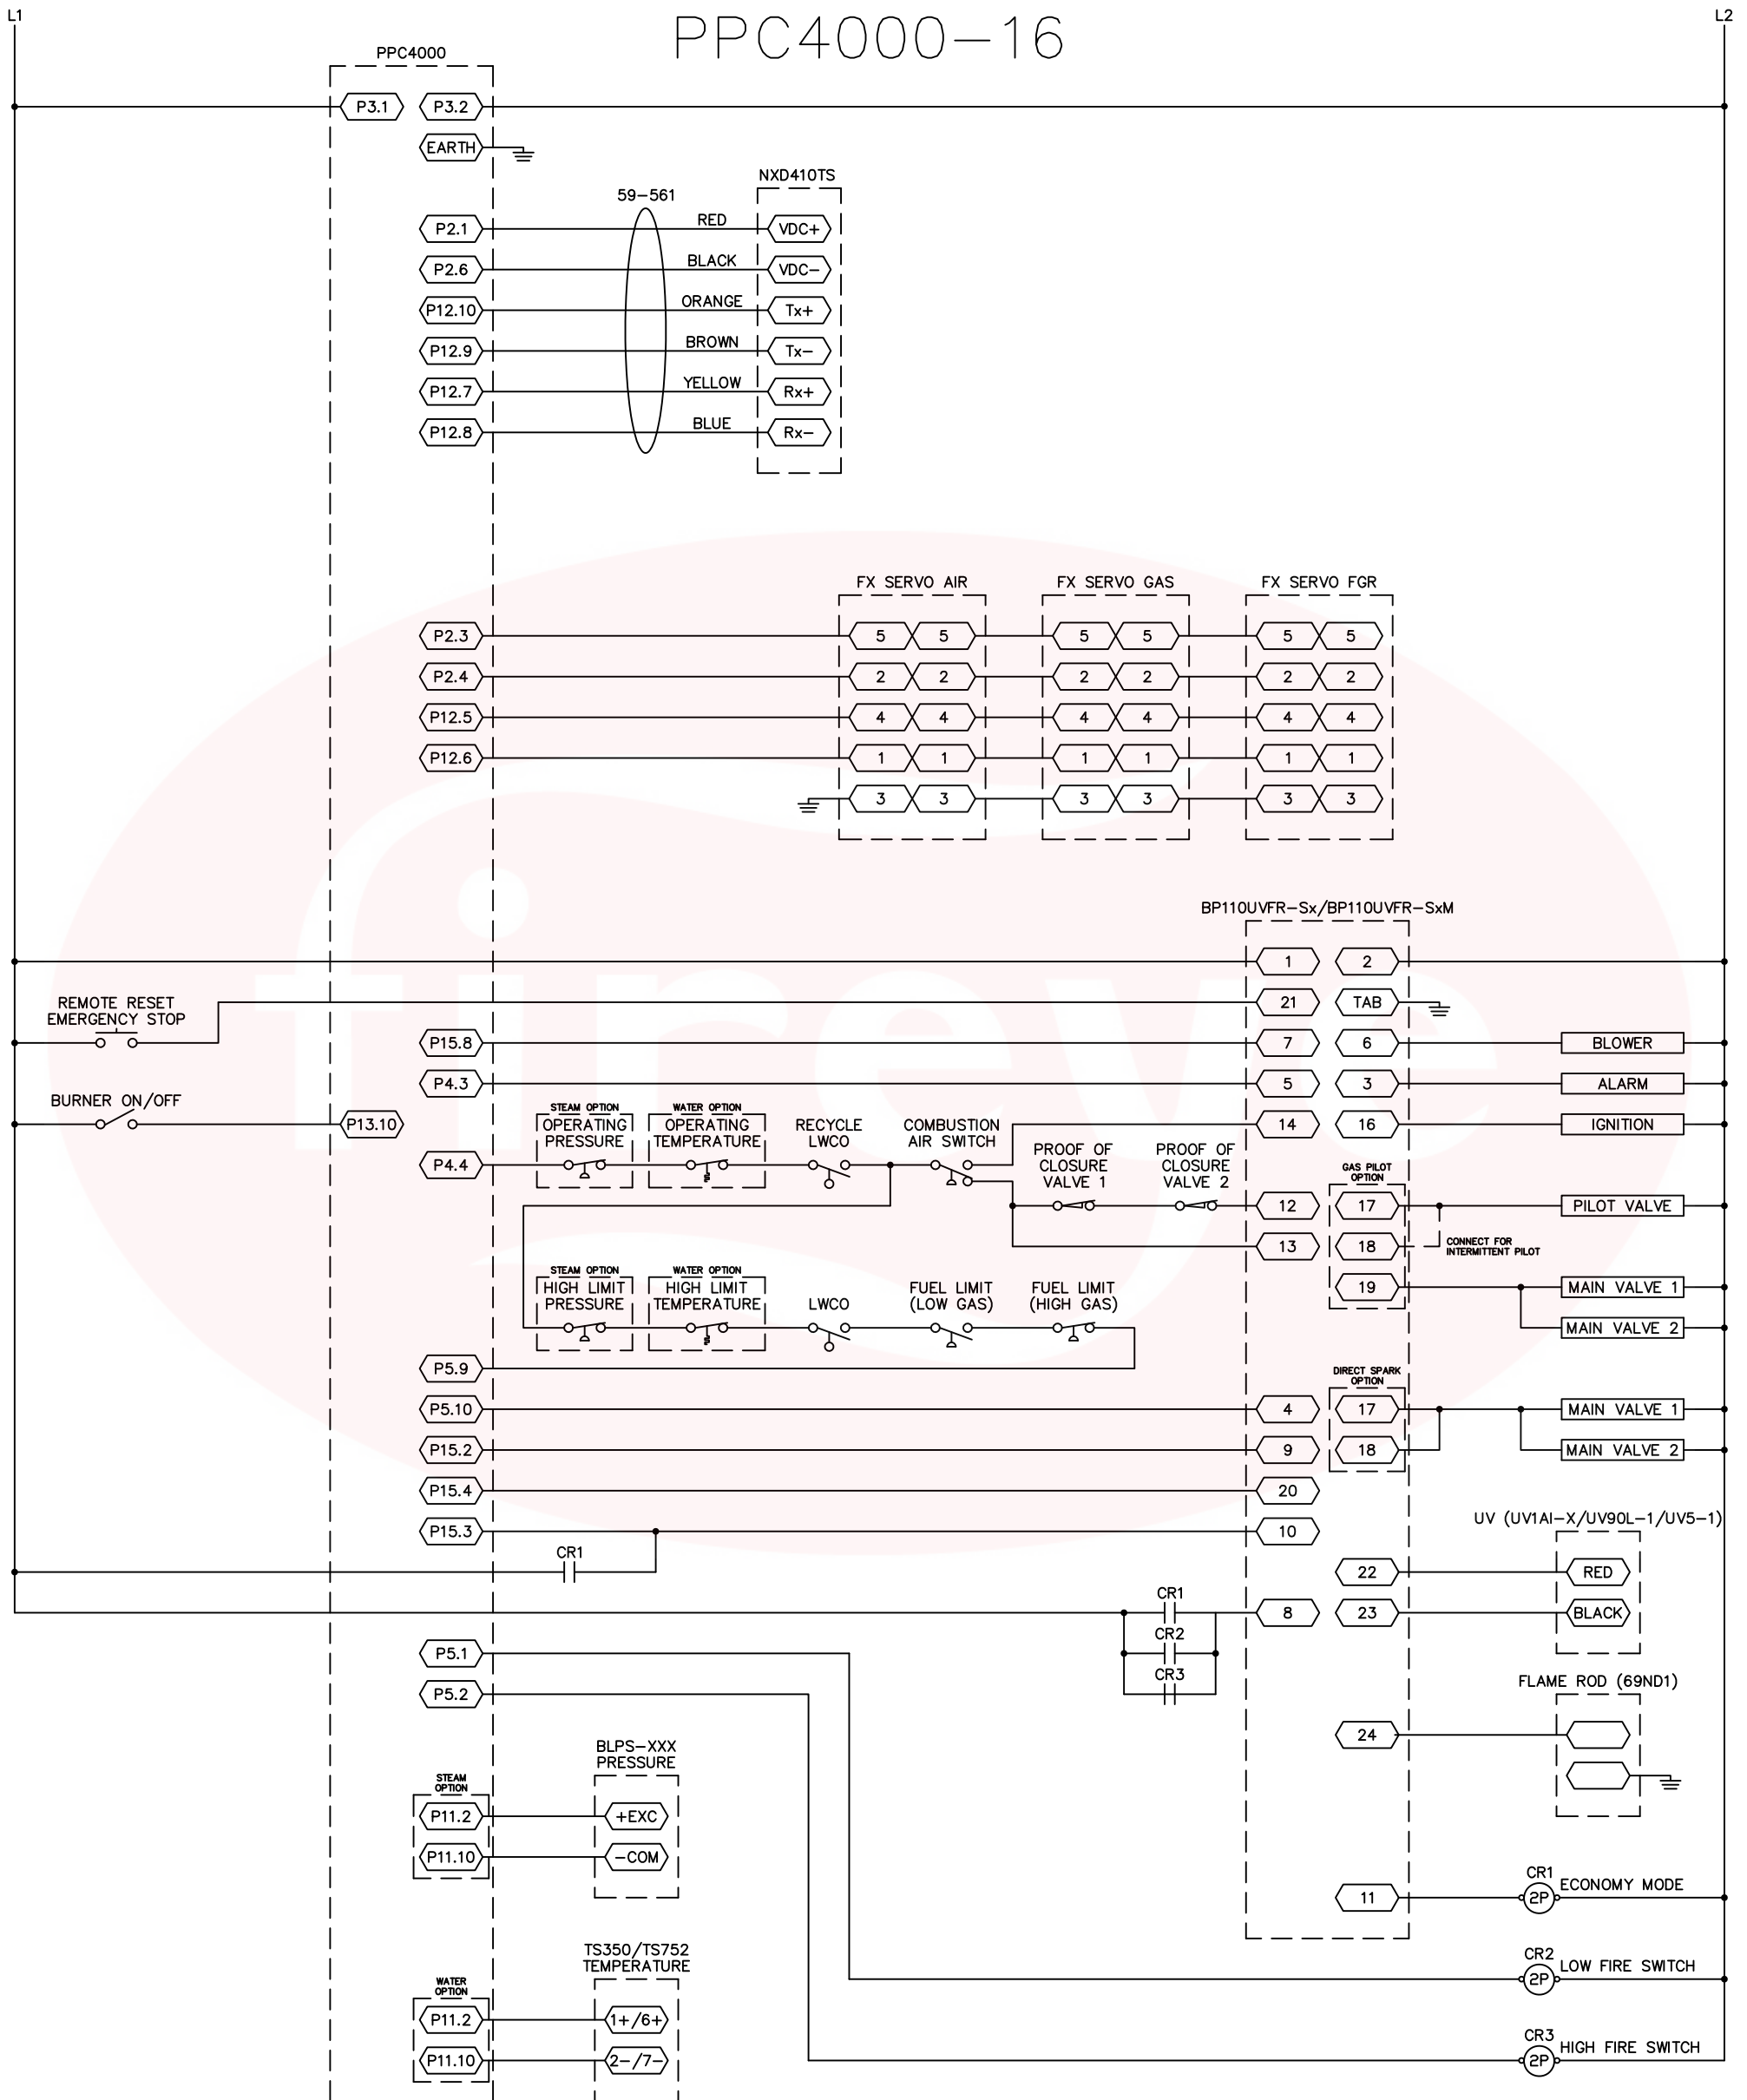 L1
L2
PPC4000-16
PPC4000
P3.1
P3.2
EARTH
NXD410TS
59-561
P2.1
RED
VDC+
P2.6
BLACK
VDC-
P12.10
ORANGE
Tx+
P12.9
BROWN
Tx-
P12.7
YELLOW
Rx+
P12.8
BLUE
Rx-
FX SERVO AIR
FX SERVO GAS
FX SERVO FGR
P2.3
5 5 5 5 5 5
P2.4
2 2 2 2 2 2
P12.5
4 4 4 4 4 4
P12.6
1 1 1 1 1 1
3 3 3 3 3 3
fireye
BP110UVFR-Sx/BP110UVFR-SxM
1
2
REMOTE RESET
EMERGENCY STOP
21
TAB
P15.8
7
6
BLOWER
P4.3
5
3
ALARM
BURNER ON/OFF
P13.10
14
16
IGNITION
STEAM OPTION
OPERATING
PRESSURE
WATER OPTION
OPERATING
TEMPERATURE
RECYCLE
LWCO
COMBUSTION
AIR SWITCH
PROOF OF
CLOSURE
VALVE 1
PROOF OF
CLOSURE
VALVE 2
P4.4
GAS PILOT
OPTION
12
17
PILOT VALVE
13
18
CONNECT FOR
INTERMITTENT PILOT
19
MAIN VALVE 1
MAIN VALVE 2
STEAM OPTION
HIGH LIMIT
PRESSURE
WATER OPTION
HIGH LIMIT
TEMPERATURE
LWCO
FUEL LIMIT
(LOW GAS)
FUEL LIMIT
(HIGH GAS)
P5.9
DIRECT SPARK
OPTION
P5.10
4
17
MAIN VALVE 1
P15.2
9
18
MAIN VALVE 2
P15.4
20
P15.3
10
UV (UV1AI-X/UV90L-1/UV5-1)
CR1
22
RED
CR1
8
23
BLACK
CR2
CR3
P5.1
P5.2
FLAME ROD (69ND1)
24
BLPS-XXX
PRESSURE
STEAM
OPTION
P11.2
+EXC
P11.10
-COM
11
CR1
2P
ECONOMY MODE
TS350/TS752
TEMPERATURE
CR2
2P
LOW FIRE SWITCH
WATER
OPTION
P11.2
1+/6+
P11.10
2-/7-
CR3
2P
HIGH FIRE SWITCH